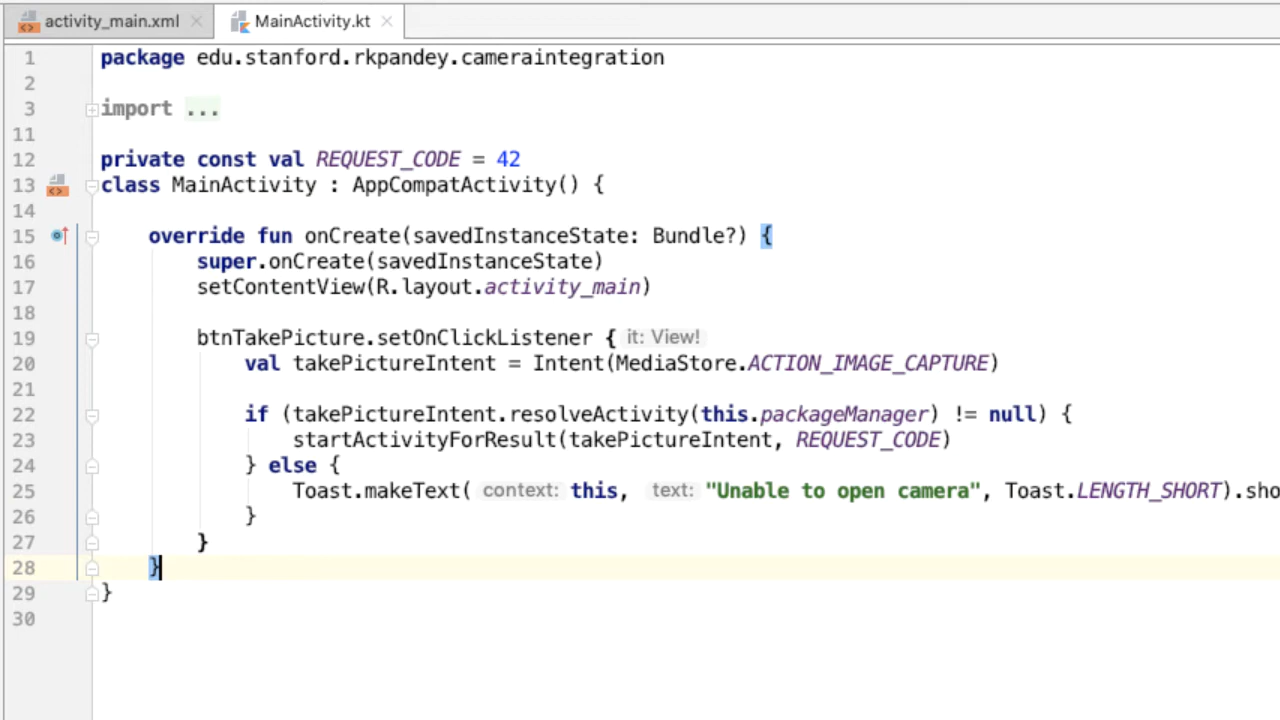 activity_main.xml
MainActivity.kt
1 package edu.stanford.rkpandey.cameraintegration
2
3 import ...
11
12 private const val REQUEST_CODE = 42
13 class MainActivity : AppCompatActivity() {
14
15 override fun onCreate(savedInstanceState: Bundle?) {
16 super.onCreate(savedInstanceState)
17 setContentView(R.layout.activity_main)
18
19 btnTakePicture.setOnClickListener { it: View!
20 val takePictureIntent = Intent(MediaStore.ACTION_IMAGE_CAPTURE)
21
22 if (takePictureIntent.resolveActivity(this.packageManager) != null) {
23 startActivityForResult(takePictureIntent, REQUEST_CODE)
24 } else {
25 Toast.makeText( context: this, text: "Unable to open camera", Toast.LENGTH_SHORT).sho
26 }
27 }
28 }
29 }
30